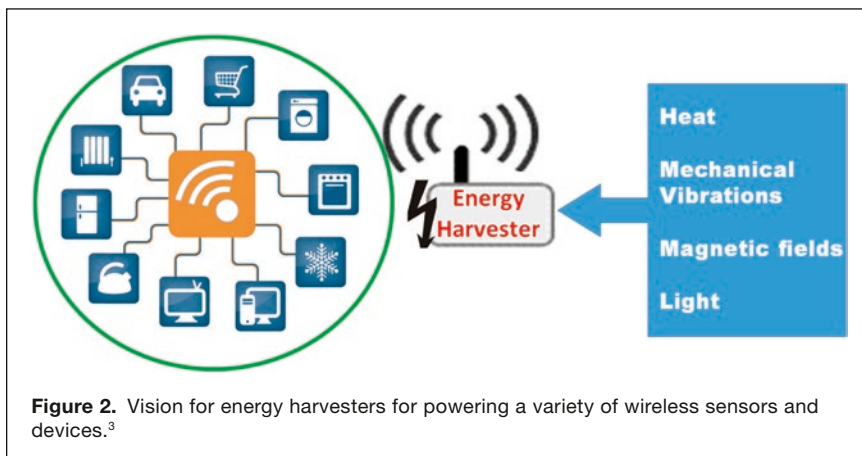 Energy
Harvester
Heat
Mechanical
Vibrations
Magnetic fields
Light
Figure 2. Vision for energy harvesters for powering a variety of wireless sensors and
devices.³